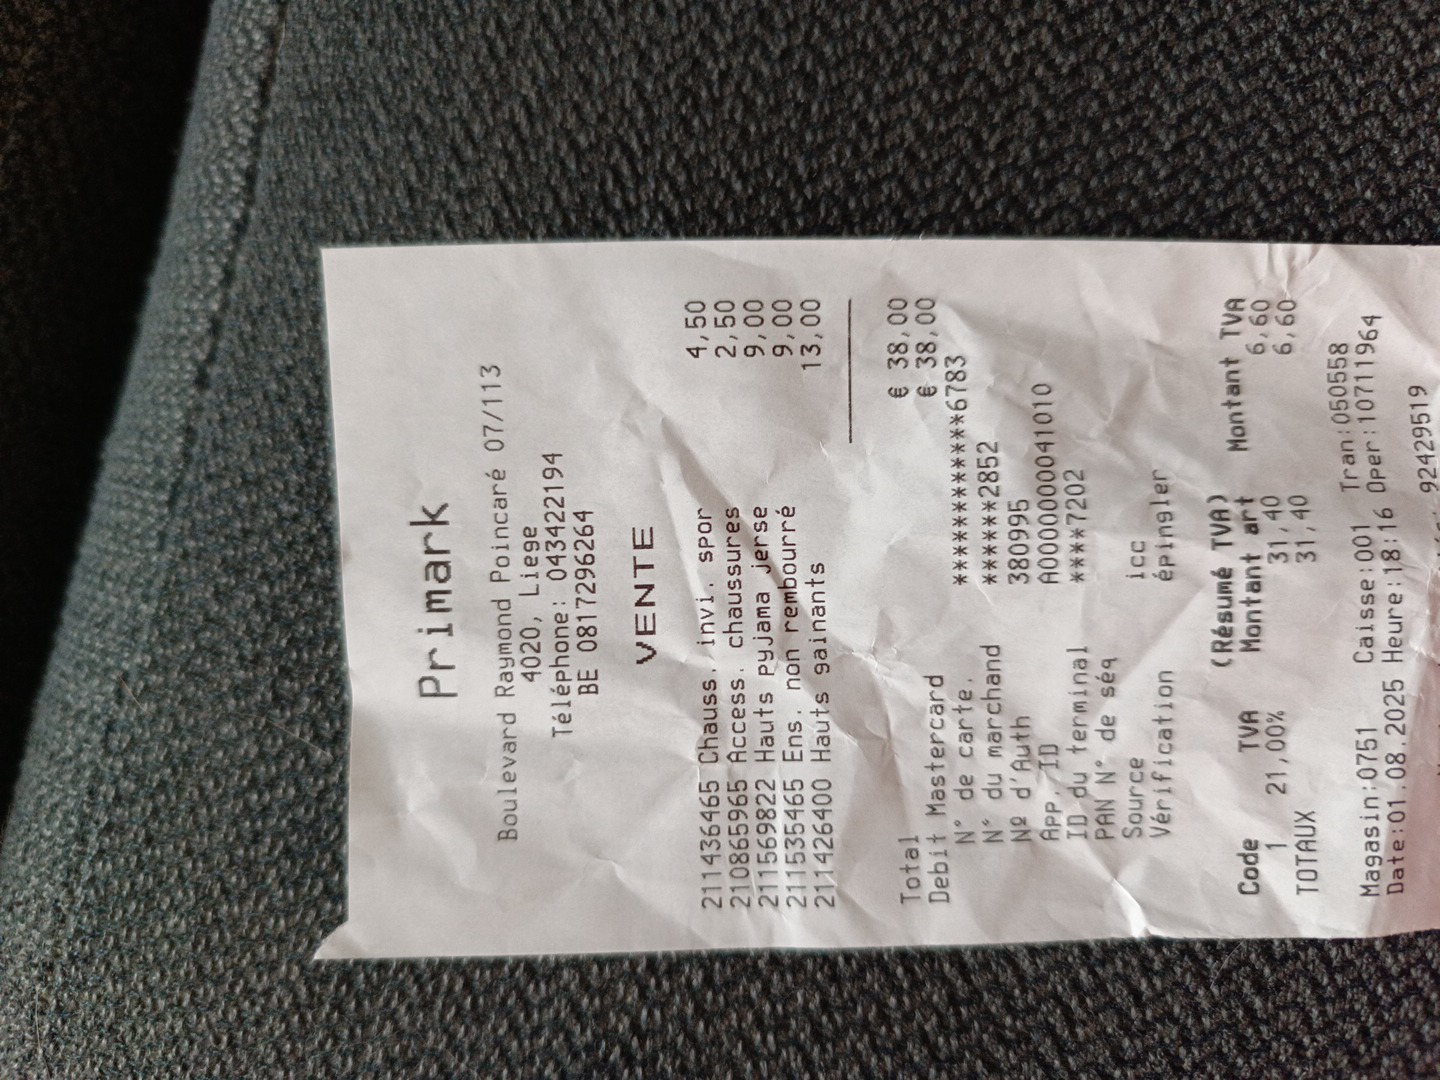 Primark
Boulevard Raymond Poincaré 07/113
4020, Liege
Téléphone: 043422194
BE 0817296264
VENTE
211436465 Chauss. invi. spor 4,50
210865965 Access. chaussures 2,50
211569822 Hauts pyjama jerse 9,00
211535465 Ens. non rembourré 9,00
211426400 Hauts gainants 13,00
Total € 38,00
Debit Mastercard € 38,00
N° de carte. ************6783
N° du marchand ******2852
Nº d'Auth 380995
App. ID A0000000041010
ID du terminal ****7202
PAN N° de séq
Source icc
Vérification épingler
(Résumé TVA)
Code TVA Montant art Montant TVA
1 21,00% 31,40 6,60
TOTAUX 31,40 6,60
Magasin:0751 Caisse:001 Tran:050558
Date:01.08.2025 Heure:18:16 Oper:10711964
92429519